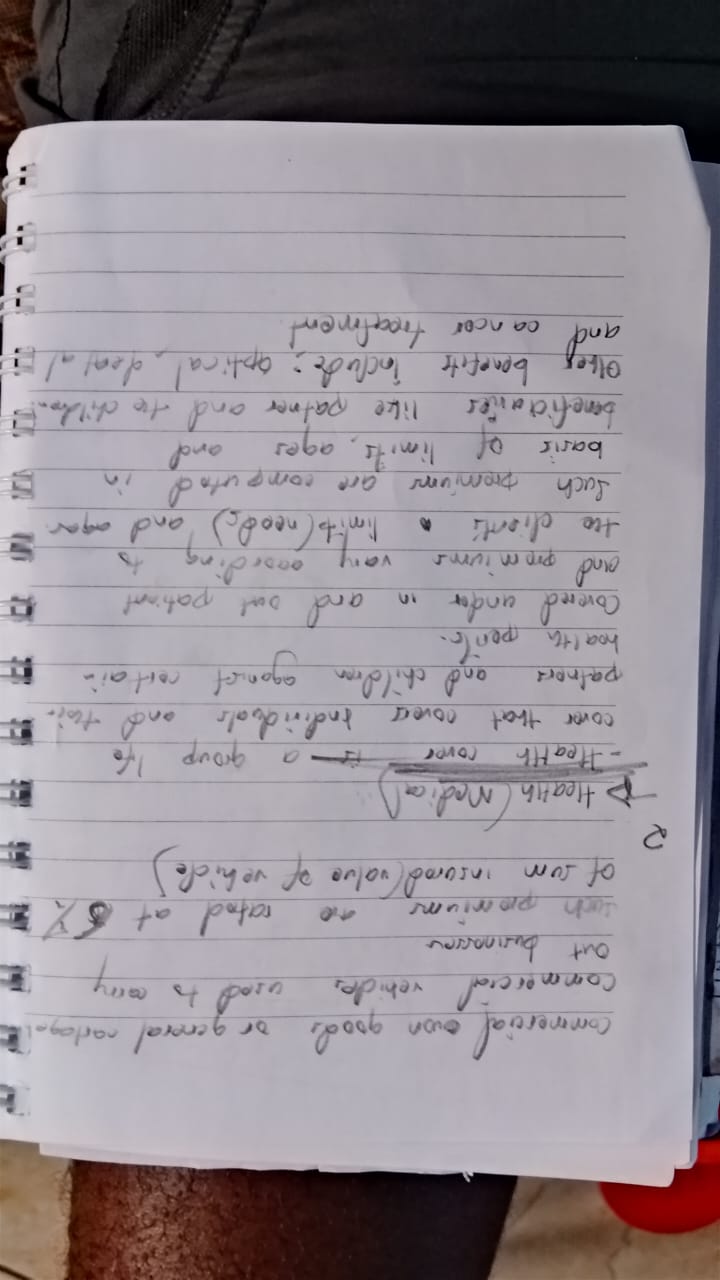 commercial own goods or general cartage
commercial vehicles used to carry
out businesses
such premiums are rated at 5%
of sum insured (value of vehicle)
2
Health (Medical)
- Health cover is a group life
cover that covers individuals and their
patners and children against certain
health perils.
Covered under in and out patient
and premiums vary according to
the client's limits (needs) and ages.
Such premiums are computed in
basis of limits, ages and
beneficiaries like patner and the children
Other benefits include; optical, dental
and cancer treatment